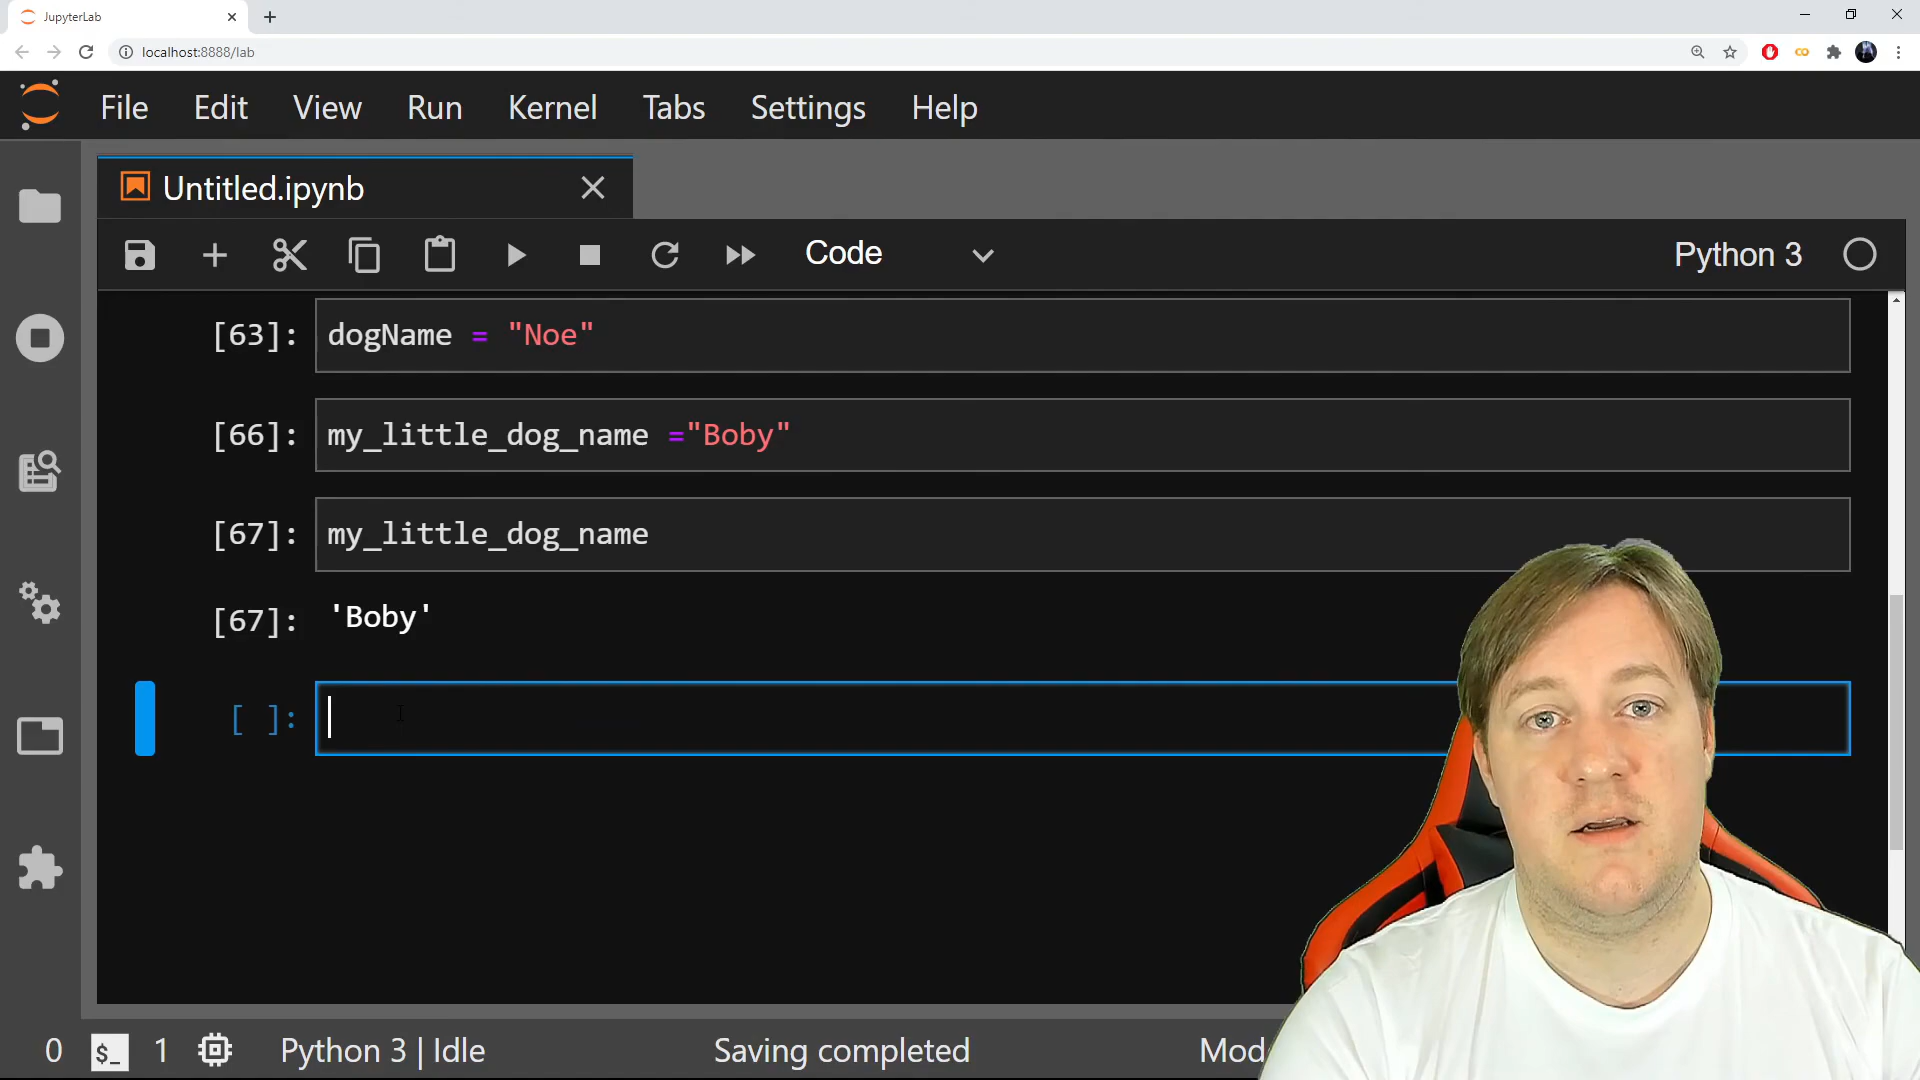 JupyterLab
localhost:8888/lab
File Edit View Run Kernel Tabs Settings Help
Untitled.ipynb
Code
Python 3
[63]: dogName = "Noe"
[66]: my_little_dog_name ="Boby"
[67]: my_little_dog_name
[67]: 'Boby'
[ ]:
0 $_ 1 Python 3 | Idle Saving completed